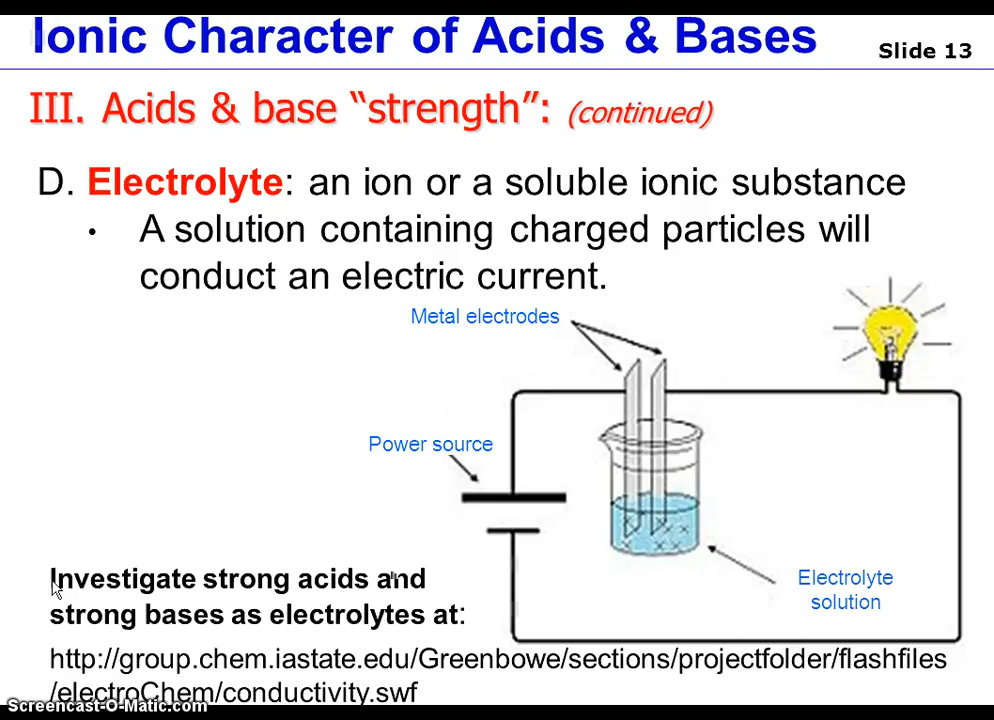 Ionic Character of Acids & Bases
Slide 13
III. Acids & base “strength”: (continued)
D. Electrolyte: an ion or a soluble ionic substance
• A solution containing charged particles will
conduct an electric current.
Metal electrodes
Power source
Electrolyte
solution
Investigate strong acids and
strong bases as electrolytes at:
http://group.chem.iastate.edu/Greenbowe/sections/projectfolder/flashfiles
/electroChem/conductivity.swf
Screencast-O-Matic.com